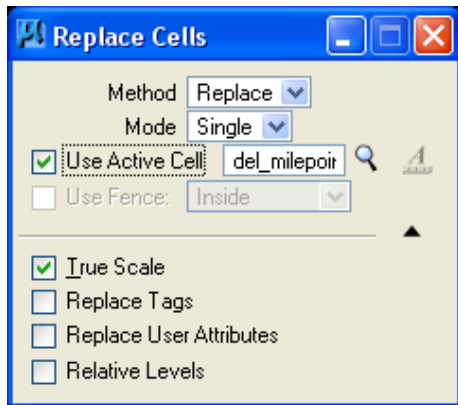 Replace Cells
Method Replace
Mode Single
Use Active Cell del_milepoir
Use Fence: Inside
True Scale
Replace Tags
Replace User Attributes
Relative Levels